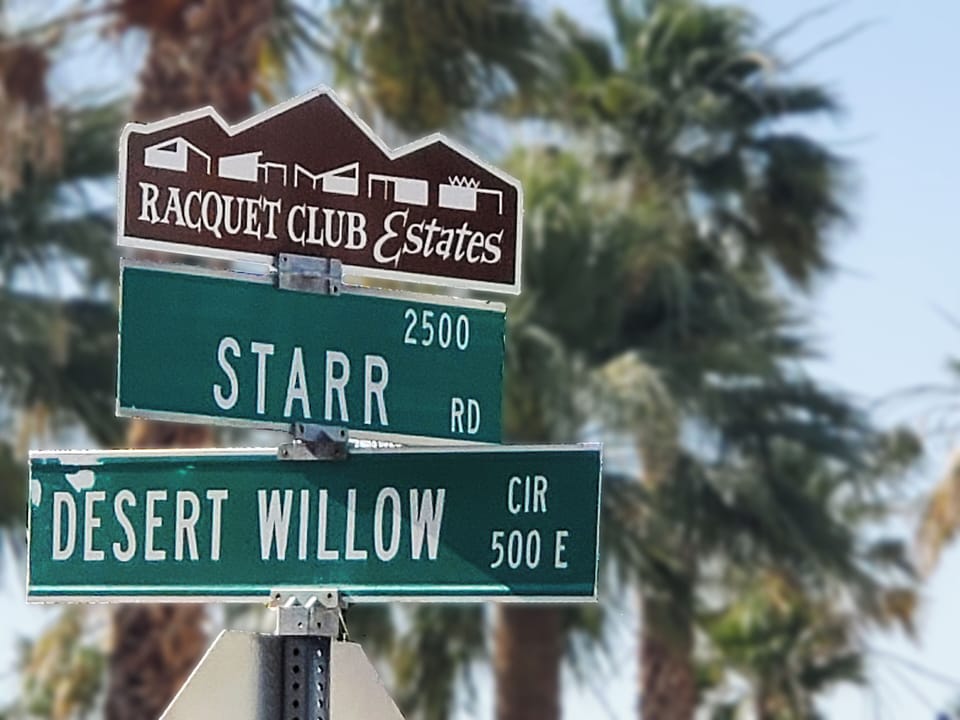 RACQUET CLUB Estates
2500
STARR RD
DESERT WILLOW CIR
500 E